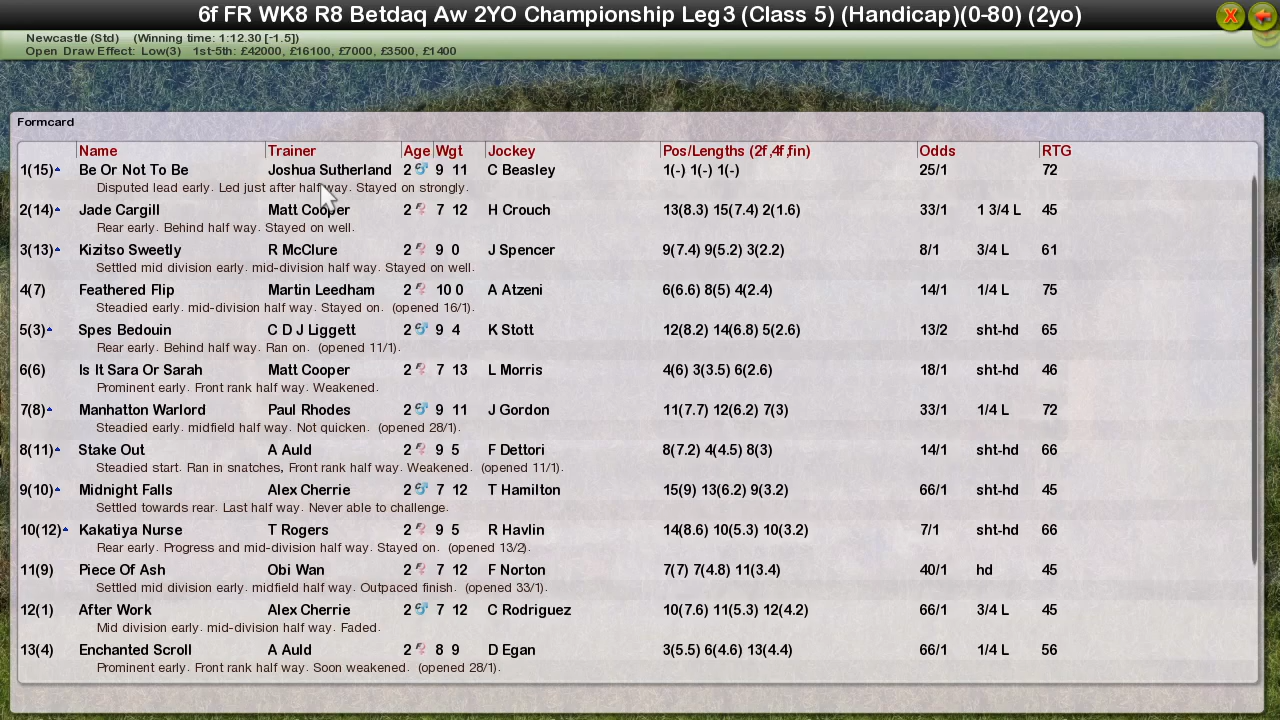 6f FR WK8 R8 Betdaq Aw 2YO Championship Leg3 (Class 5) (Handicap)(0-80) (2yo)
Newcastle (Std) (Winning time: 1:12.30 [-1.5])
Open Draw Effect: Low(3) 1st-5th: £42000, £16100, £7000, £3500, £1400
Formcard
Name Trainer Age Wgt Jockey Pos/Lengths (2f,4f,fin) Odds RTG
1(15) Be Or Not To Be Joshua Sutherland 2 9 11 C Beasley 1(-) 1(-) 1(-) 25/1 72
Disputed lead early. Led just after half way. Stayed on strongly.
2(14) Jade Cargill Matt Cooper 2 7 12 H Crouch 13(8.3) 15(7.4) 2(1.6) 33/1 1 3/4 L 45
Rear early. Behind half way. Stayed on well.
3(13) Kizitso Sweetly R McClure 2 9 0 J Spencer 9(7.4) 9(5.2) 3(2.2) 8/1 3/4 L 61
Settled mid division early. mid-division half way. Stayed on well.
4(7) Feathered Flip Martin Leedham 2 10 0 A Atzeni 6(6.6) 8(5) 4(2.4) 14/1 1/4 L 75
Steadied early. mid-division half way. Stayed on. (opened 16/1).
5(3) Spes Bedouin C D J Liggett 2 9 4 K Stott 12(8.2) 14(6.8) 5(2.6) 13/2 sht-hd 65
Rear early. Behind half way. Ran on. (opened 11/1).
6(6) Is It Sara Or Sarah Matt Cooper 2 7 13 L Morris 4(6) 3(3.5) 6(2.6) 18/1 sht-hd 46
Prominent early. Front rank half way. Weakened.
7(8) Manhatton Warlord Paul Rhodes 2 9 11 J Gordon 11(7.7) 12(6.2) 7(3) 33/1 1/4 L 72
Steadied early. midfield half way. Not quicken. (opened 28/1).
8(11) Stake Out A Auld 2 9 5 F Dettori 8(7.2) 4(4.5) 8(3) 14/1 sht-hd 66
Steadied start. Ran in snatches, Front rank half way. Weakened. (opened 11/1).
9(10) Midnight Falls Alex Cherrie 2 7 12 T Hamilton 15(9) 13(6.2) 9(3.2) 66/1 sht-hd 45
Settled towards rear. Last half way. Never able to challenge.
10(12) Kakatiya Nurse T Rogers 2 9 5 R Havlin 14(8.6) 10(5.3) 10(3.2) 7/1 sht-hd 66
Rear early. Progress and mid-division half way. Stayed on. (opened 13/2).
11(9) Piece Of Ash Obi Wan 2 7 12 F Norton 7(7) 7(4.8) 11(3.4) 40/1 hd 45
Settled mid division early. midfield half way. Outpaced finish. (opened 33/1).
12(1) After Work Alex Cherrie 2 7 12 C Rodriguez 10(7.6) 11(5.3) 12(4.2) 66/1 3/4 L 45
Mid division early. mid-division half way. Faded.
13(4) Enchanted Scroll A Auld 2 8 9 D Egan 3(5.5) 6(4.6) 13(4.4) 66/1 1/4 L 56
Prominent early. Front rank half way. Soon weakened. (opened 28/1).